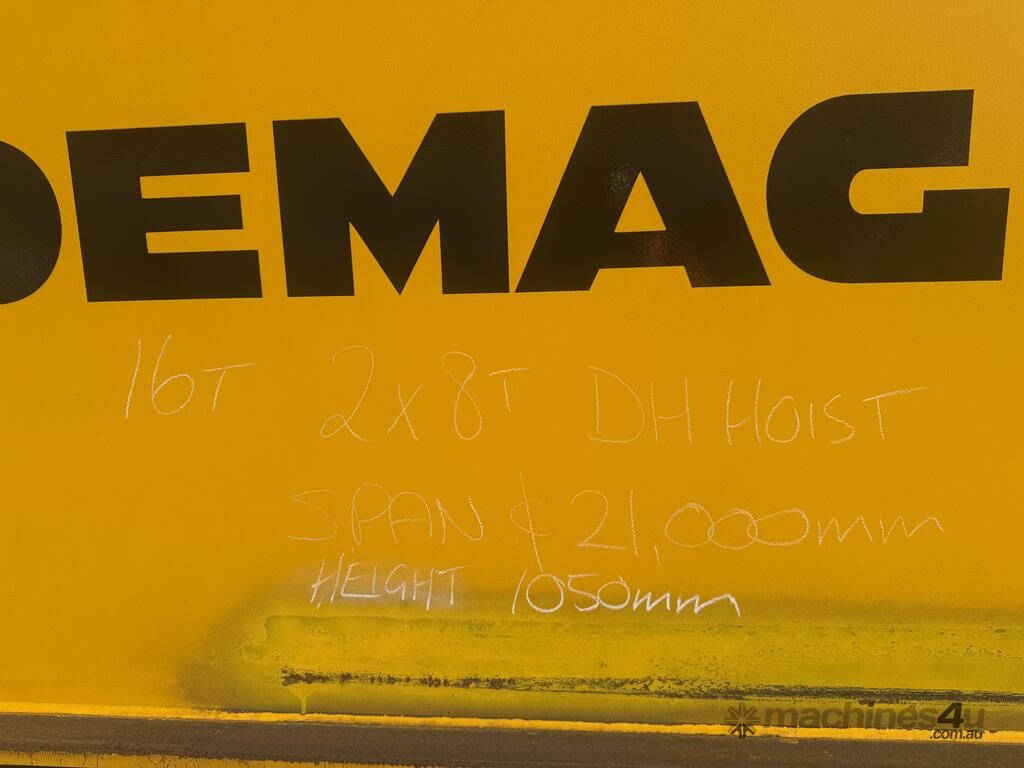 DEMAG
16T 2x8T DH HOIST
SPAN ȼ 21,000mm
HEIGHT 1050mm
machines4u
.com.au